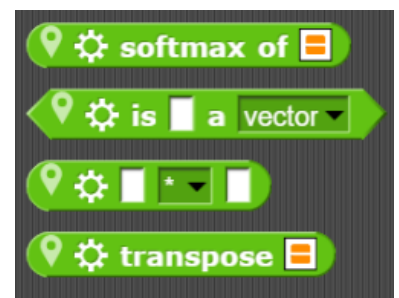 softmax of
is a vector
*
transpose